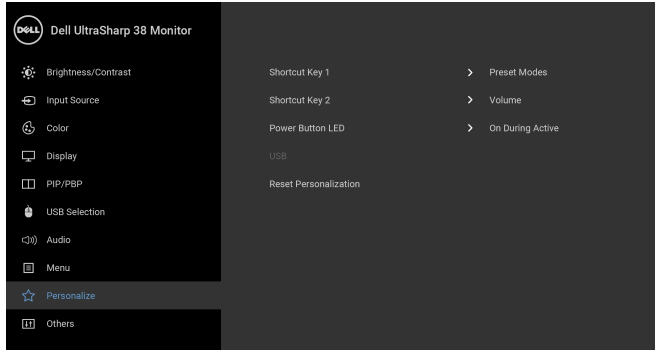 DELL Dell UltraSharp 38 Monitor
Brightness/Contrast Shortcut Key 1 Preset Modes
Input Source Shortcut Key 2 Volume
Color Power Button LED On During Active
Display USB
PIP/PBP Reset Personalization
USB Selection
Audio
Menu
Personalize
Others